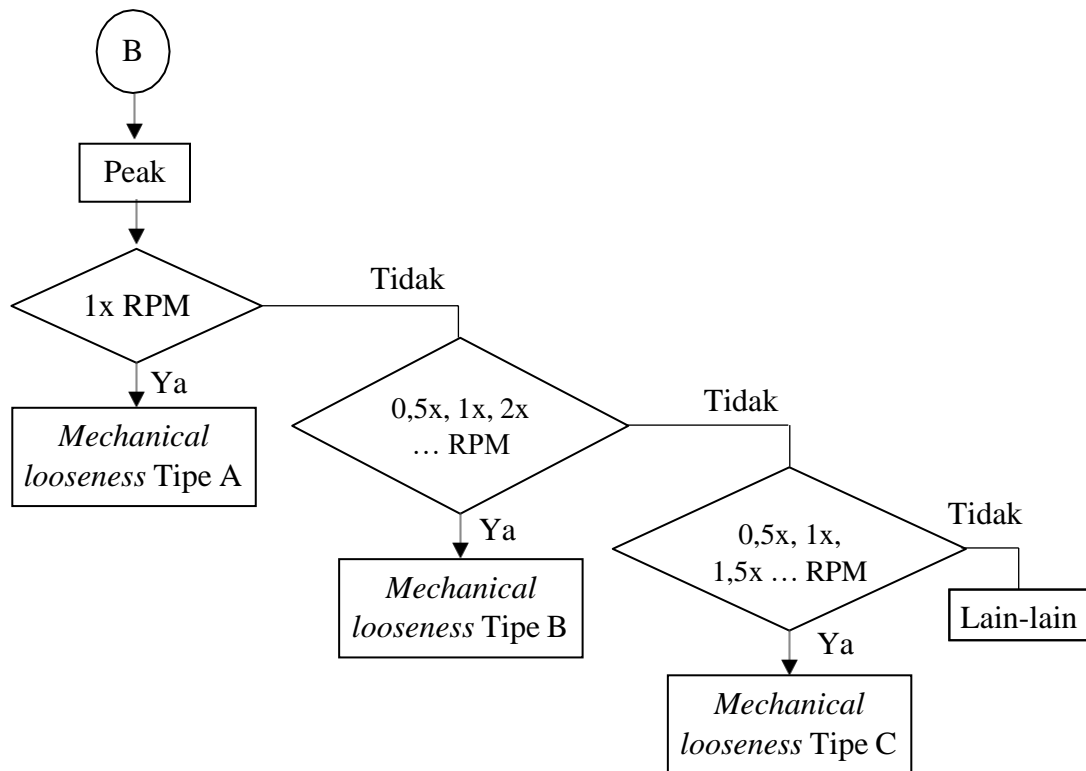 B
Peak
Tidak
1x RPM
Ya
Mechanical
looseness Tipe A
Tidak
0,5x, 1x, 2x
… RPM
Ya
Mechanical
looseness Tipe B
Tidak
0,5x, 1x,
1,5x … RPM
Lain-lain
Ya
Mechanical
looseness Tipe C